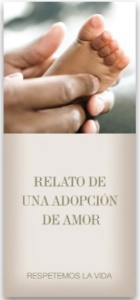 RELATO DE
UNA ADOPCIÓN
DE AMOR
RESPETEMOS LA VIDA